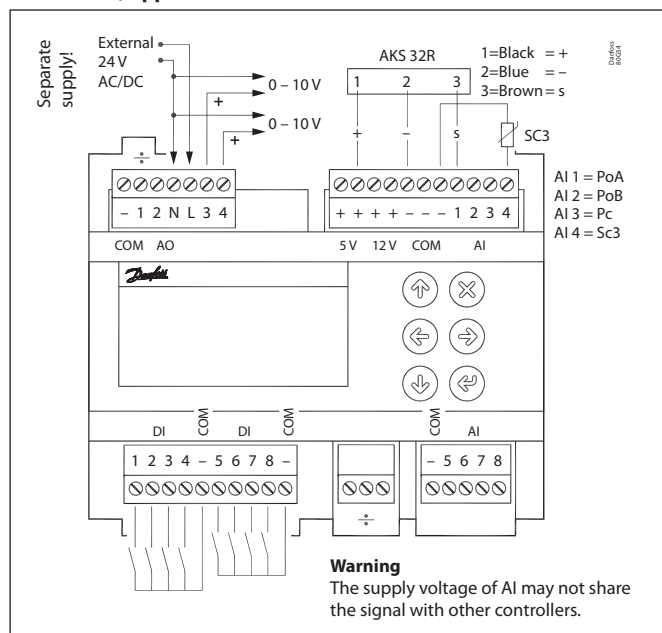 Separate
supply!
External
24 V
AC/DC
0 – 10 V
+
0 – 10 V
+
AKS 32R
1 2 3
1=Black = +
2=Blue = –
3=Brown = s
Danfoss
80G54
+ – s
SC3
÷
AI 1 = PoA
AI 2 = PoB
AI 3 = Pc
AI 4 = Sc3
– 1 2 N L 3 4
+ + + + – – – 1 2 3 4
COM AO
5 V 12 V COM AI
Danfoss
DI COM DI COM
COM AI
1 2 3 4 – 5 6 7 8 –
– 5 6 7 8
÷
Warning
The supply voltage of AI may not share
the signal with other controllers.